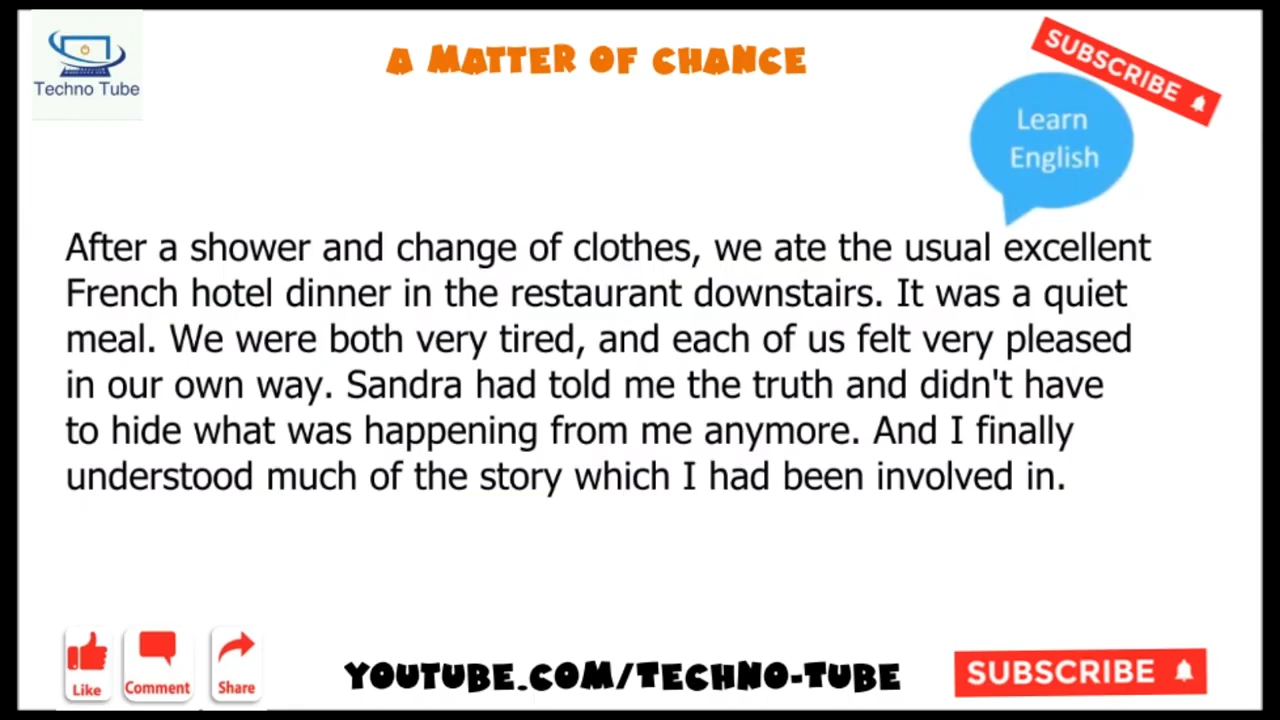 Techno Tube
A MATTER OF CHANCE
SUBSCRIBE
Learn
English
After a shower and change of clothes, we ate the usual excellent
French hotel dinner in the restaurant downstairs. It was a quiet
meal. We were both very tired, and each of us felt very pleased
in our own way. Sandra had told me the truth and didn't have
to hide what was happening from me anymore. And I finally
understood much of the story which I had been involved in.
Like
Comment
Share
YOUTUBE.COM/TECHNO-TUBE
SUBSCRIBE